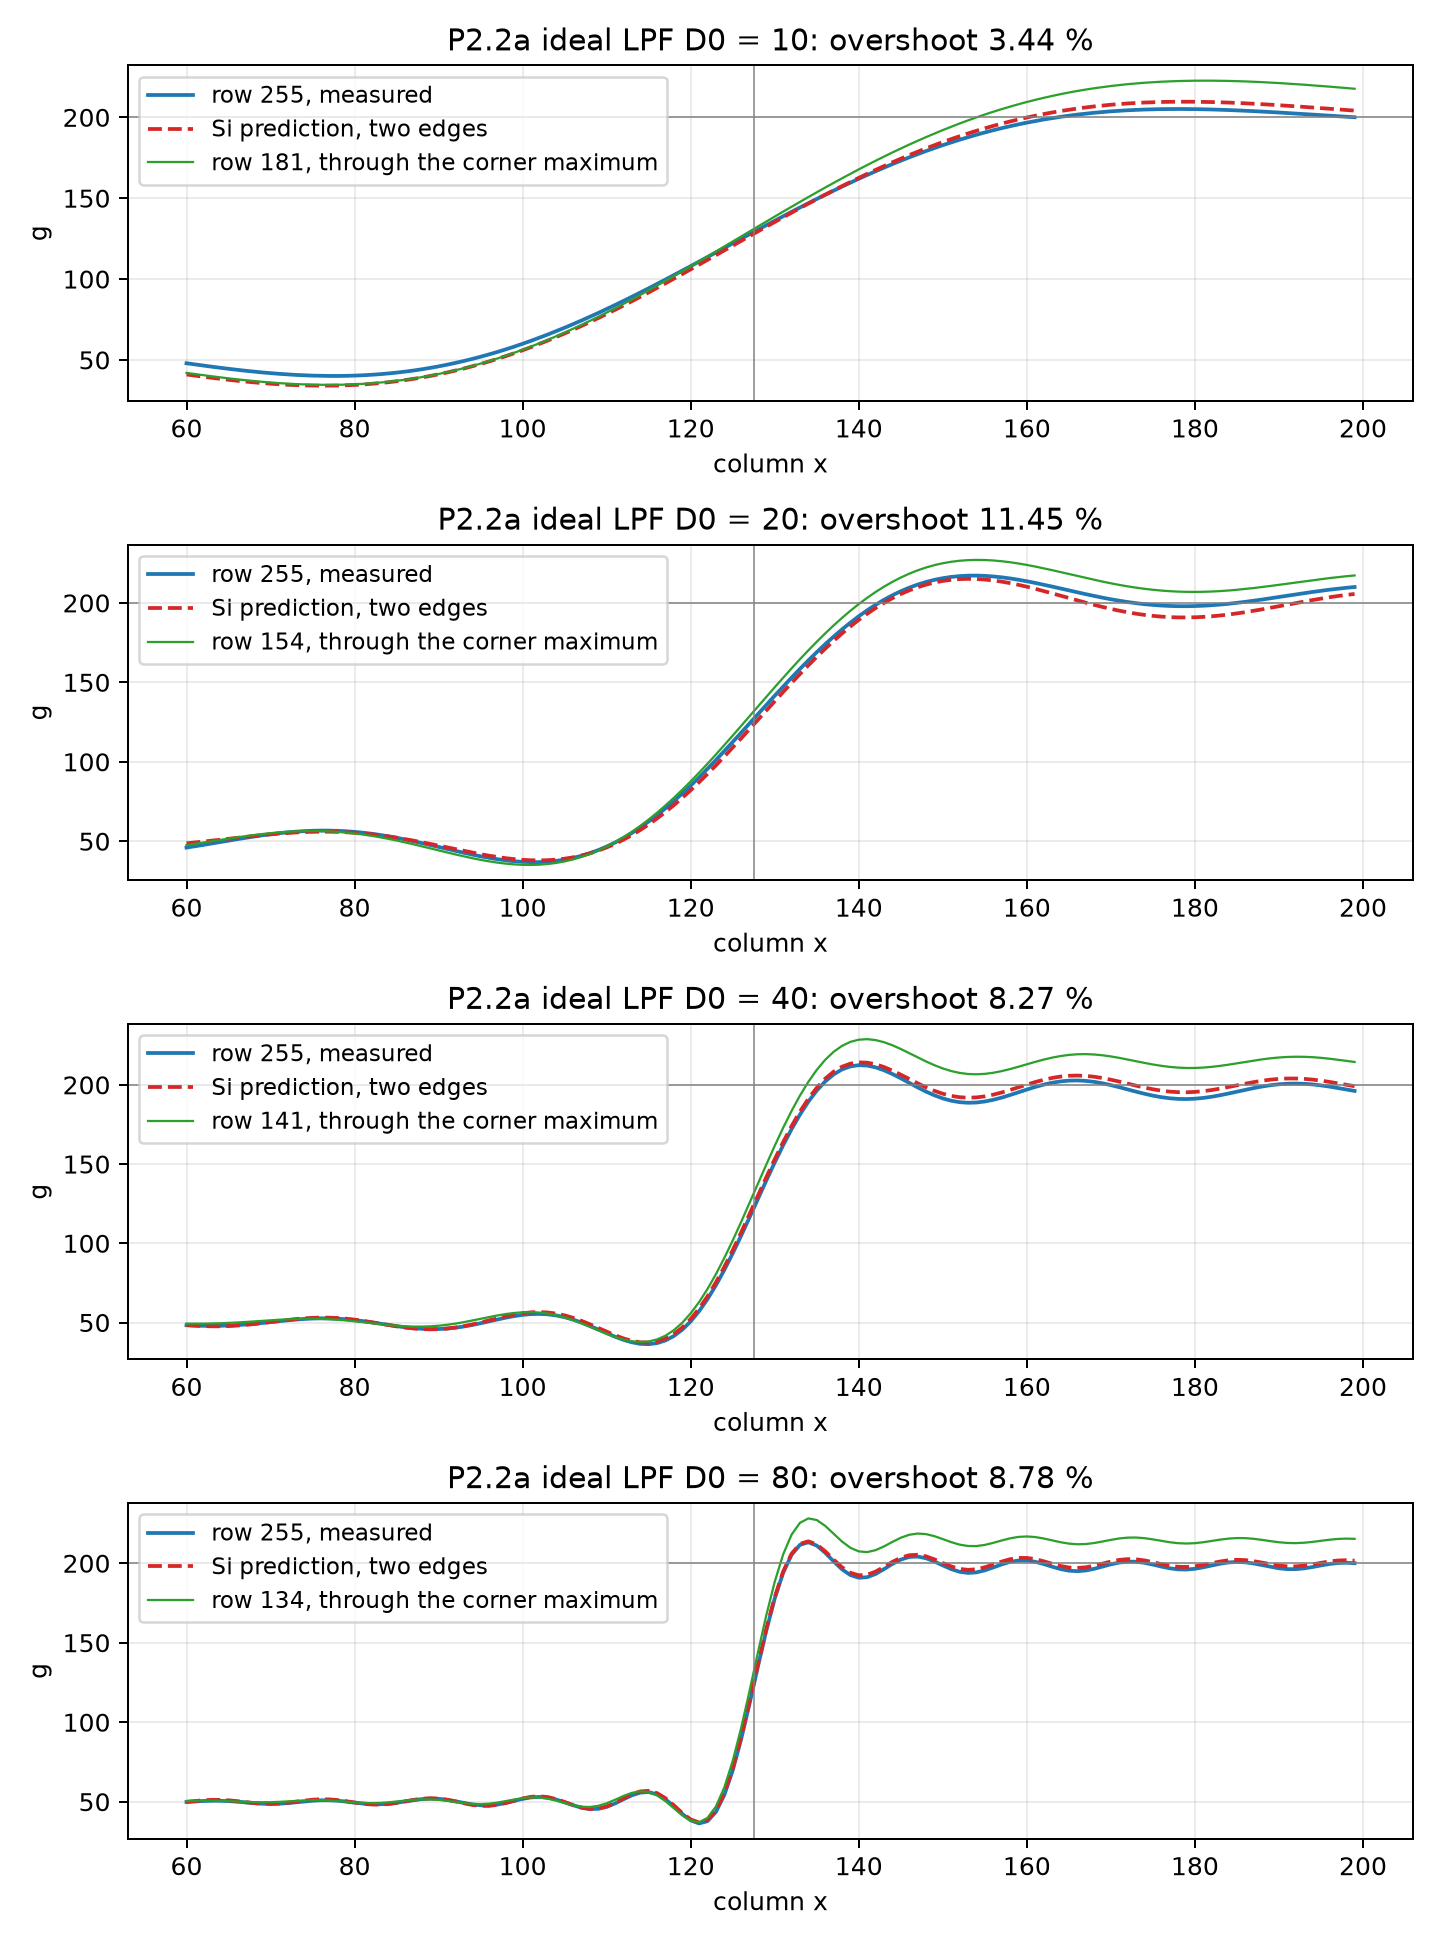 P2.2a ideal LPF D0 = 10: overshoot 3.44 %
row 255, measured
Si prediction, two edges
row 181, through the corner maximum
200
150
100
50
g
60 80 100 120 140 160 180 200
column x
P2.2a ideal LPF D0 = 20: overshoot 11.45 %
row 255, measured
Si prediction, two edges
row 154, through the corner maximum
200
150
100
50
g
60 80 100 120 140 160 180 200
column x
P2.2a ideal LPF D0 = 40: overshoot 8.27 %
row 255, measured
Si prediction, two edges
row 141, through the corner maximum
200
150
100
50
g
60 80 100 120 140 160 180 200
column x
P2.2a ideal LPF D0 = 80: overshoot 8.78 %
row 255, measured
Si prediction, two edges
row 134, through the corner maximum
200
150
100
50
g
60 80 100 120 140 160 180 200
column x